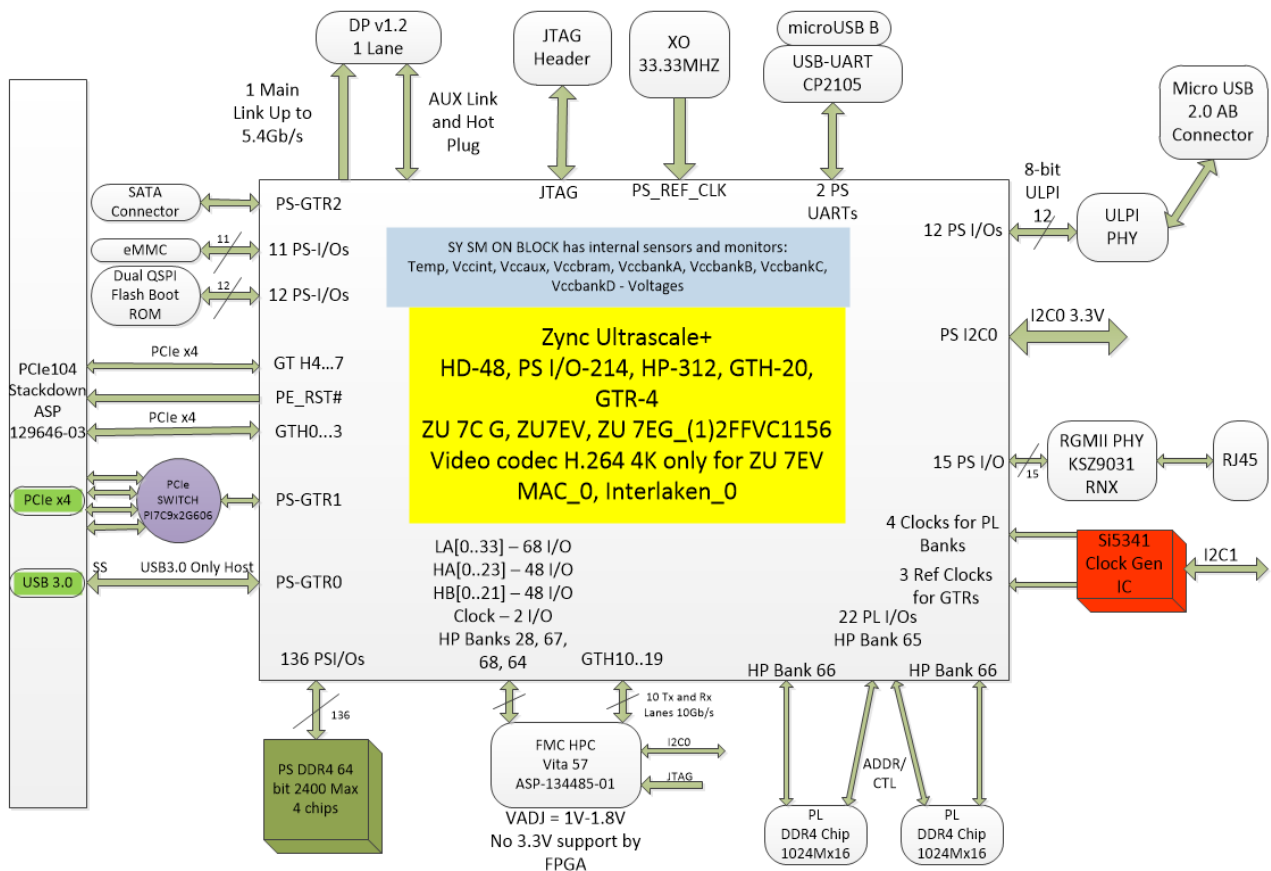 DP v1.2
1 Lane
JTAG
Header
XO
33.33MHZ
microUSB B
USB-UART
CP2105
Micro USB
2.0 AB
Connector
1 Main
Link Up to
5.4Gb/s
AUX Link
and Hot
Plug
JTAG
PS_REF_CLK
2 PS
UARTs
8-bit
ULPI
12
ULPI
PHY
12 PS I/Os
SATA
Connector
PS-GTR2
eMMC
11
11 PS-I/Os
Dual QSPI
Flash Boot
ROM
12
12 PS-I/Os
SY SM ON BLOCK has internal sensors and monitors:
Temp, Vccint, Vccaux, Vccbram, VccbankA, VccbankB, VccbankC,
VccbankD - Voltages
PS I2C0
I2C0 3.3V
Zync Ultrascale+
HD-48, PS I/O-214, HP-312, GTH-20,
GTR-4
ZU 7C G, ZU7EV, ZU 7EG_(1)2FFVC1156
Video codec H.264 4K only for ZU 7EV
MAC_0, Interlaken_0
PCIe104
Stackdown
ASP
129646-03
PCIe x4
GT H4...7
PE_RST#
PCIe x4
GTH0...3
PCIe x4
PCIe
SWITCH
PI7C9x2G606
PS-GTR1
USB 3.0
SS
USB3.0 Only Host
PS-GTR0
15 PS I/O
15
RGMII PHY
KSZ9031
RNX
RJ45
4 Clocks for PL
Banks
3 Ref Clocks
for GTRs
Si5341
Clock Gen
IC
I2C1
LA[0..33] – 68 I/O
HA[0..23] – 48 I/O
HB[0..21] – 48 I/O
Clock – 2 I/O
HP Banks 28, 67,
68, 64
22 PL I/Os
HP Bank 65
136 PSI/Os
GTH10..19
HP Bank 66
HP Bank 66
136
10 Tx and Rx
Lanes 10Gb/s
PS DDR4 64
bit 2400 Max
4 chips
FMC HPC
Vita 57
ASP-134485-01
I2C0
JTAG
VADJ = 1V-1.8V
No 3.3V support by
FPGA
ADDR/
CTL
PL
DDR4 Chip
1024Mx16
PL
DDR4 Chip
1024Mx16